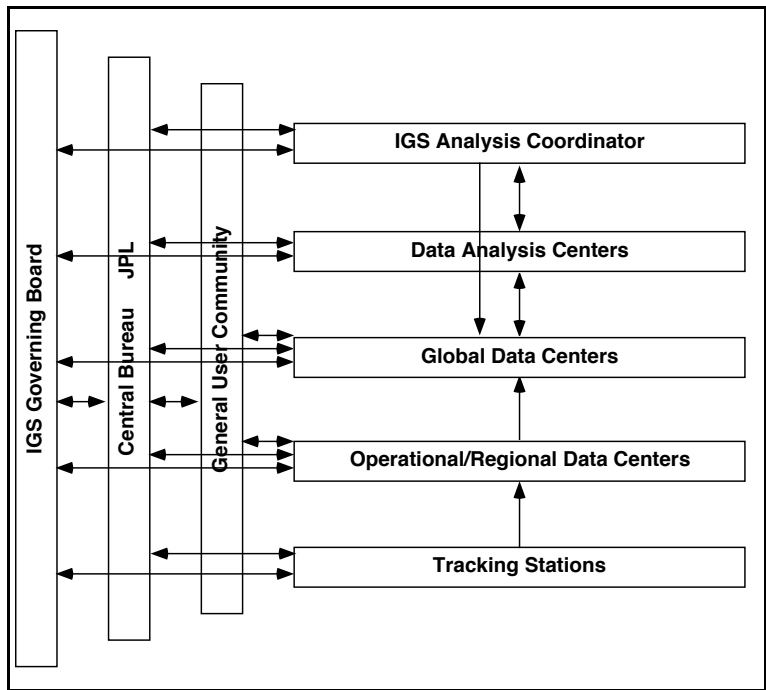 IGS Governing Board
Central Bureau JPL
General User Community
IGS Analysis Coordinator
Data Analysis Centers
Global Data Centers
Operational/Regional Data Centers
Tracking Stations